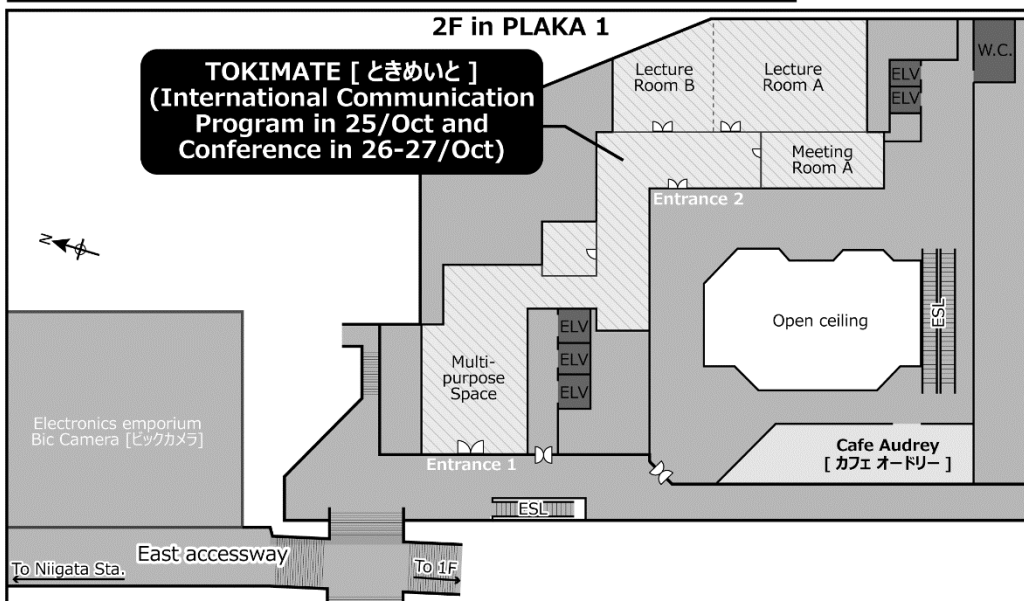 2F in PLAKA 1
TOKIMATE [ ときめいと ]
(International Communication
Program in 25/Oct and
Conference in 26-27/Oct)
Lecture
Room B
Lecture
Room A
ELV
ELV
W.C.
Meeting
Room A
Entrance 2
N
Open ceiling
ESL
ELV
ELV
ELV
Multi-
purpose
Space
Electronics emporium
Bic Camera [ビックカメラ]
Entrance 1
Cafe Audrey
[ カフェ オードリー ]
ESL
East accessway
To Niigata Sta.
To 1F